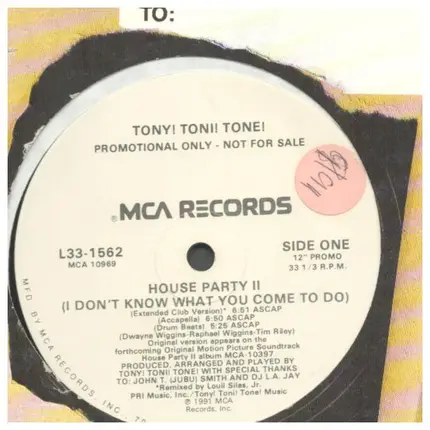 TO:
TONY! TONI! TONE!
PROMOTIONAL ONLY - NOT FOR SALE
®MCA RECORDS
L33-1562
MCA 10969
SIDE ONE
12" PROMO
33 1/3 R.P.M.
HOUSE PARTY II
(I DON'T KNOW WHAT YOU COME TO DO)
(Extended Club Version)* 6:51 ASCAP
(Accapella) 6:50 ASCAP
(Drum Beats) 5:25 ASCAP
(Dwayne Wiggins-Raphael Wiggins-Tim Riley)
Original version appears on the
forthcoming Original Motion Picture Soundtrack
House Party II album MCA-10397
PRODUCED, ARRANGED AND PLAYED BY
TONY! TONI! TONE! WITH SPECIAL THANKS
TO: JOHN T. (JUBU) SMITH AND DJ L.A. JAY
*Remixed by Louil Silas, Jr.
PRI Music, Inc./Tony! Toni! Tone! Music
℗ 1991 MCA
Records, Inc.
MFD. BY MCA RECORDS, INC., 70